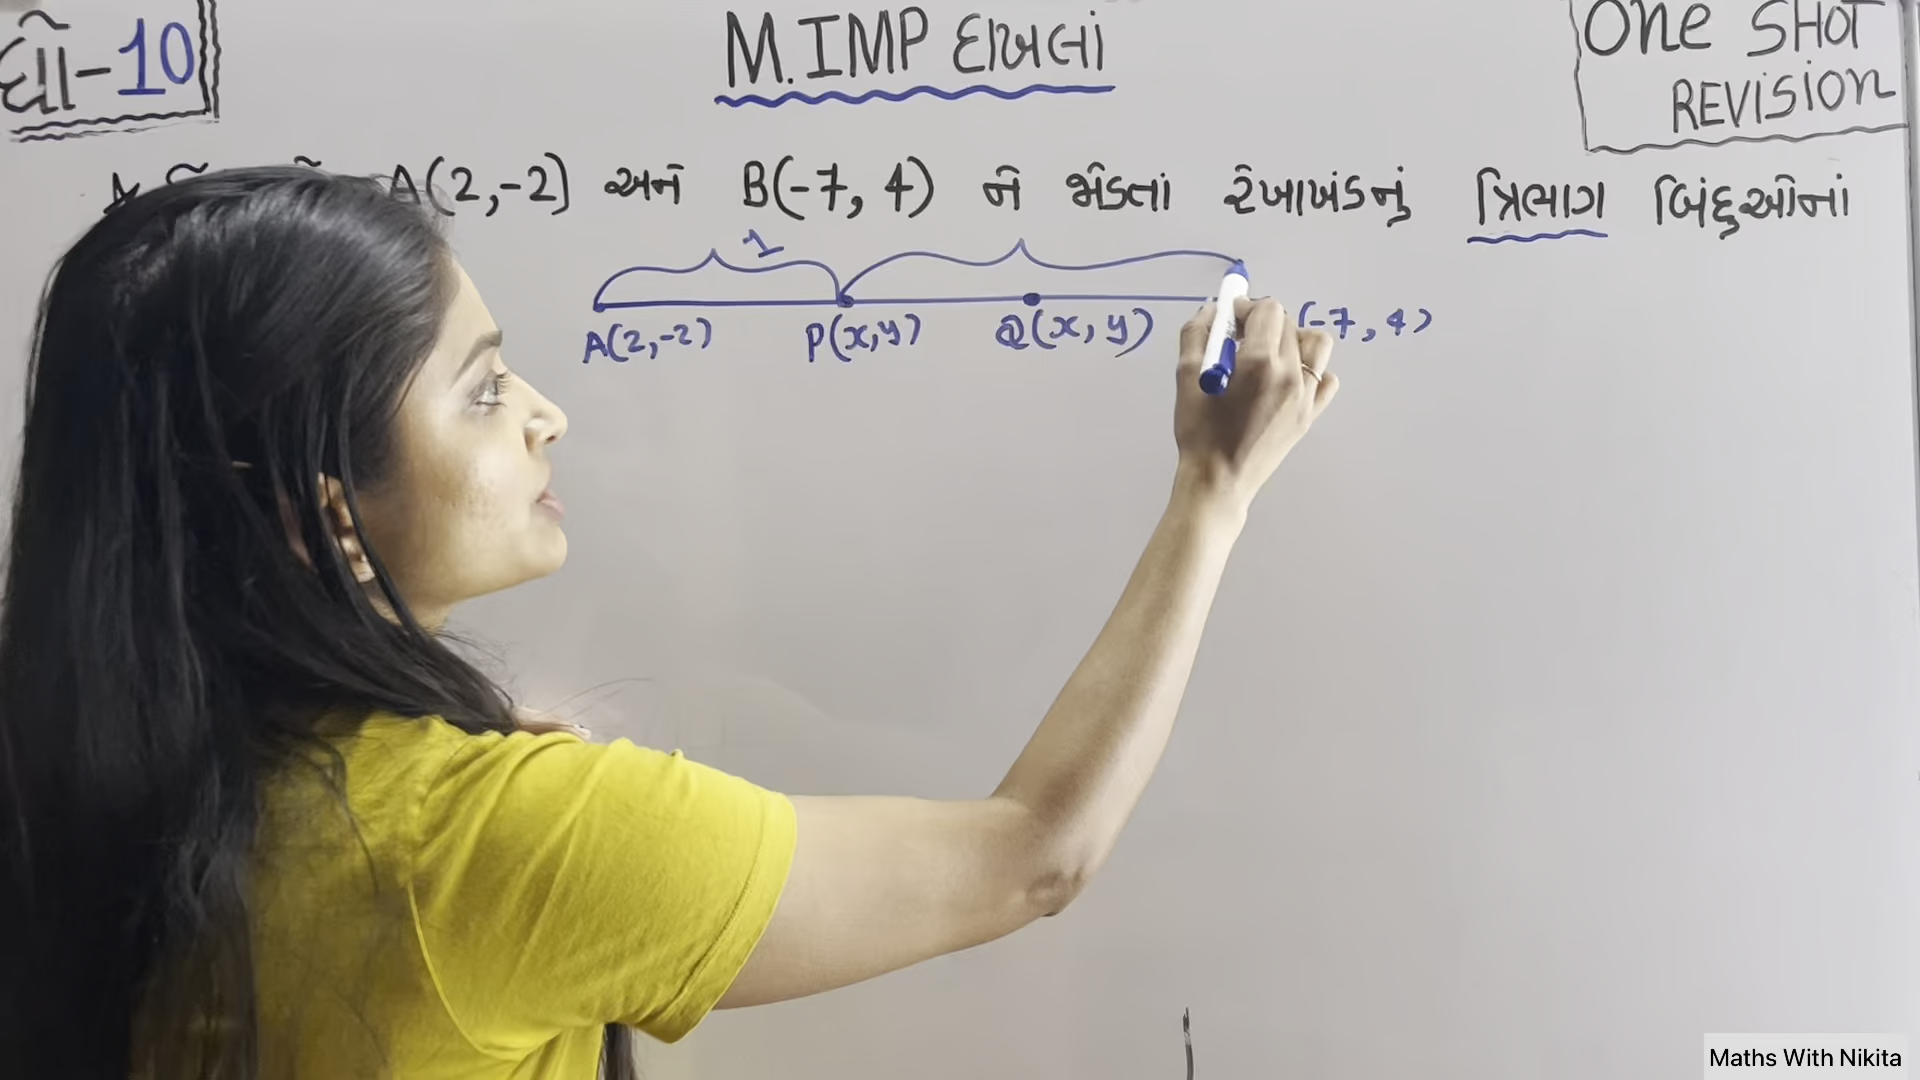 ધો-10
M.IMP દાખલા
ONE SHOT
REVISION
A(2,-2) અને B(-7, 4) ને જોડતાં રેખાખંડનું ત્રિભાગ બિંદુઓનાં
1
A(2,-2) P(x,y) Q(x, y) (-7, 4)
Maths With Nikita